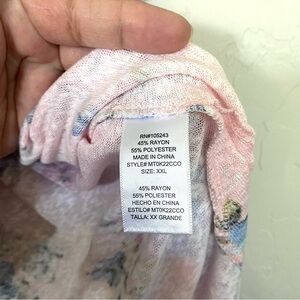 RN#105243
45% RAYON
55% POLYESTER
MADE IN CHINA
STYLE# MT0K22CCO
SIZE: XXL
45% RAYON
55% POLYESTER
HECHO EN CHINA
ESTILO# MT0K22CCO
TALLA: XX GRANDE